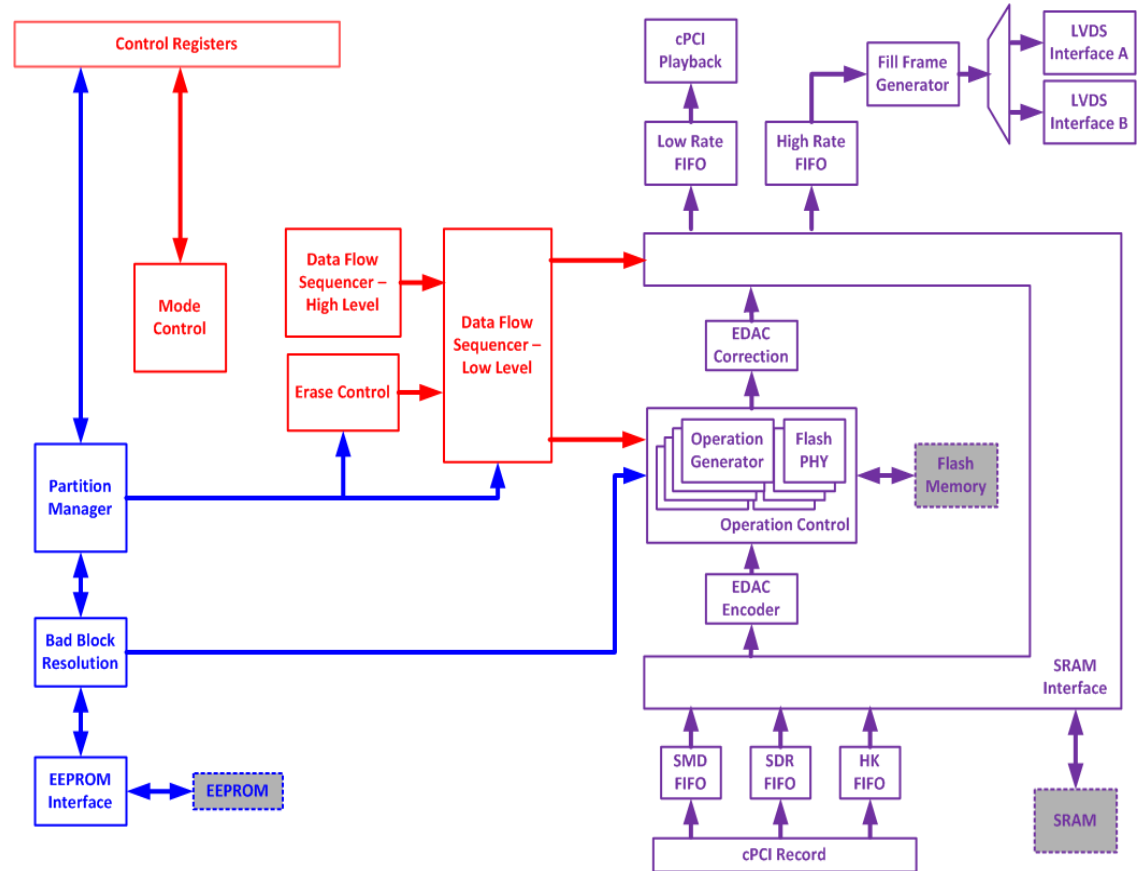 Control Registers
cPCI
Playback
Fill Frame
Generator
LVDS
Interface A
LVDS
Interface B
Low Rate
FIFO
High Rate
FIFO
Data Flow
Sequencer –
High Level
Mode
Control
Data Flow
Sequencer –
Low Level
Erase Control
EDAC
Correction
Operation
Generator
Flash
PHY
Operation Control
Flash
Memory
Partition
Manager
EDAC
Encoder
Bad Block
Resolution
SRAM
Interface
EEPROM
Interface
EEPROM
SMD
FIFO
SDR
FIFO
HK
FIFO
SRAM
cPCI Record